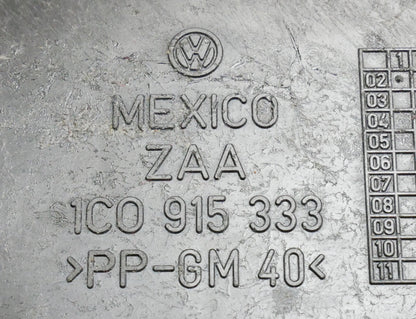 VW
MEXICO
ZAA
1C0 915 333
>PP-GM 40<
1
02
03
04
05
06
07
08
09
10
11